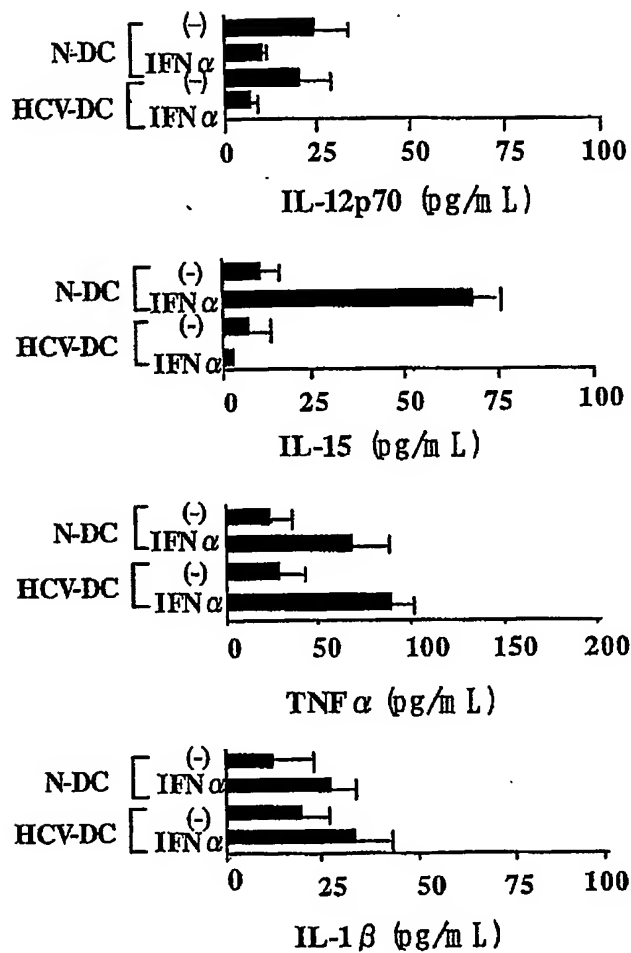 (-)
N-DC
IFNα
(-)
HCV-DC
IFNα
0 25 50 75 100
IL-12p70 (pg/mL)
(-)
N-DC
IFNα
(-)
HCV-DC
IFNα
0 25 50 75 100
IL-15 (pg/mL)
(-)
N-DC
IFNα
(-)
HCV-DC
IFNα
0 50 100 150 200
TNFα (pg/mL)
(-)
N-DC
IFNα
(-)
HCV-DC
IFNα
0 25 50 75 100
IL-1β (pg/mL)